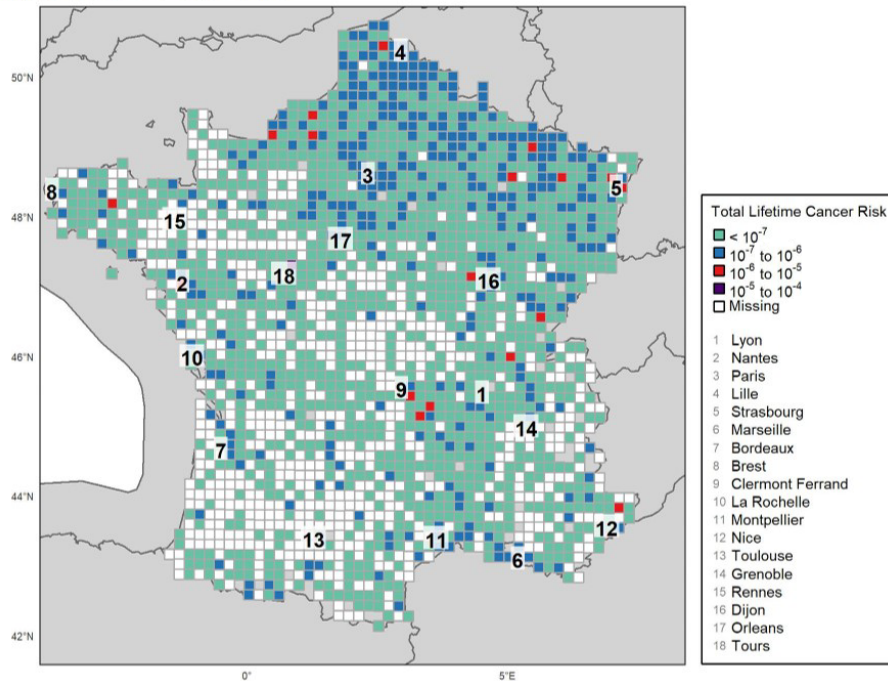 50°N
48°N
46°N
44°N
42°N
0°
5°E
4
3
5
8
15
17
18
16
2
10
9
1
14
7
12
13
11
6
Total Lifetime Cancer Risk
< 10⁻⁷
10⁻⁷ to 10⁻⁶
10⁻⁶ to 10⁻⁵
10⁻⁵ to 10⁻⁴
Missing
1 Lyon
2 Nantes
3 Paris
4 Lille
5 Strasbourg
6 Marseille
7 Bordeaux
8 Brest
9 Clermont Ferrand
10 La Rochelle
11 Montpellier
12 Nice
13 Toulouse
14 Grenoble
15 Rennes
16 Dijon
17 Orleans
18 Tours